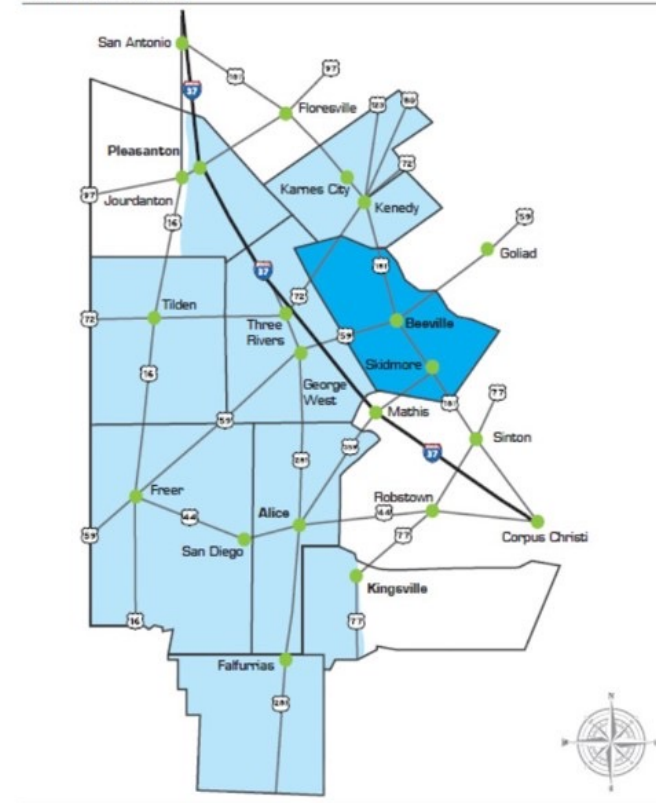 San Antonio
181
97
37
Floresville
123
80
Pleasanton
72
Karnes City
97
Jourdanton
Kenedy
16
59
Goliad
181
37
72
Tilden
72
Three
Rivers
Beeville
59
Skidmore
16
George
West
77
181
Mathis
59
Sinton
359
37
281
Freer
Robstown
44
Alice
44
59
San Diego
77
Corpus Christi
Kingsville
16
77
Falfurrias
281
N